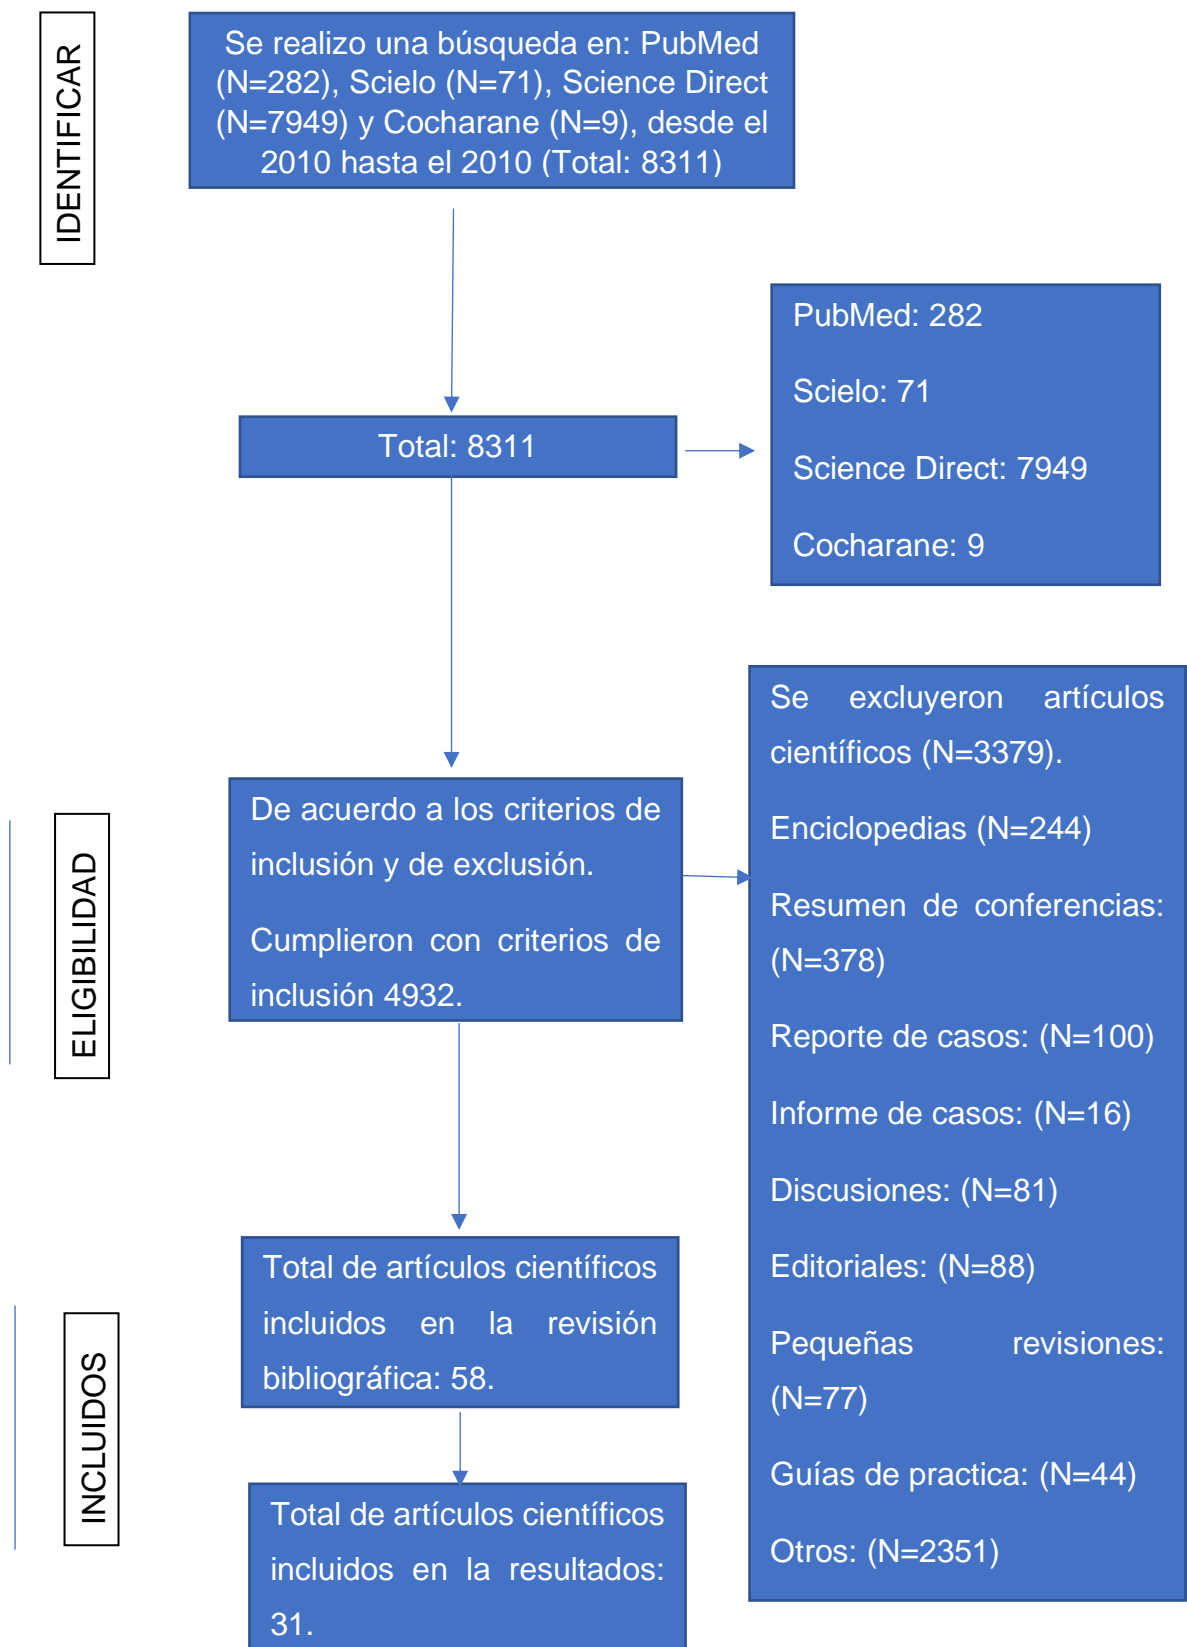 IDENTIFICAR
Se realizo una búsqueda en: PubMed
(N=282), Scielo (N=71), Science Direct
(N=7949) y Cocharane (N=9), desde el
2010 hasta el 2010 (Total: 8311)
Total: 8311
PubMed: 282
Scielo: 71
Science Direct: 7949
Cocharane: 9
ELIGIBILIDAD
De acuerdo a los criterios de
inclusión y de exclusión.
Cumplieron con criterios de
inclusión 4932.
Se excluyeron artículos
científicos (N=3379).
Enciclopedias (N=244)
Resumen de conferencias:
(N=378)
Reporte de casos: (N=100)
Informe de casos: (N=16)
Discusiones: (N=81)
Editoriales: (N=88)
Pequeñas revisiones:
(N=77)
Guías de practica: (N=44)
Otros: (N=2351)
INCLUIDOS
Total de artículos científicos
incluidos en la revisión
bibliográfica: 58.
Total de artículos científicos
incluidos en la resultados:
31.